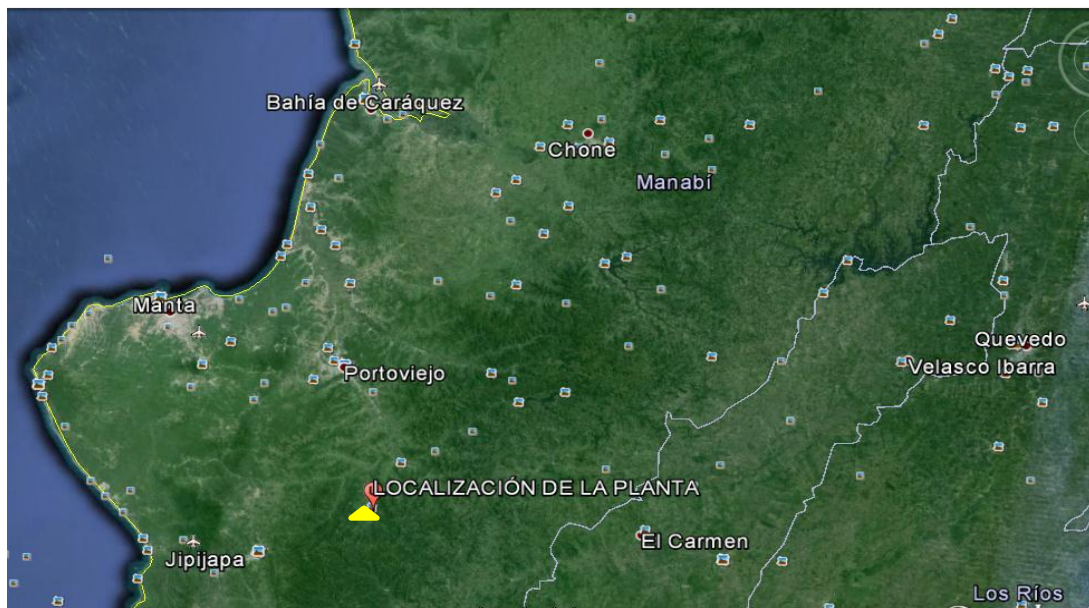 Bahía de Caráquez
Chone
Manabí
Manta
Quevedo
Velasco Ibarra
Portoviejo
LOCALIZACIÓN DE LA PLANTA
El Carmen
Jipijapa
Los Ríos